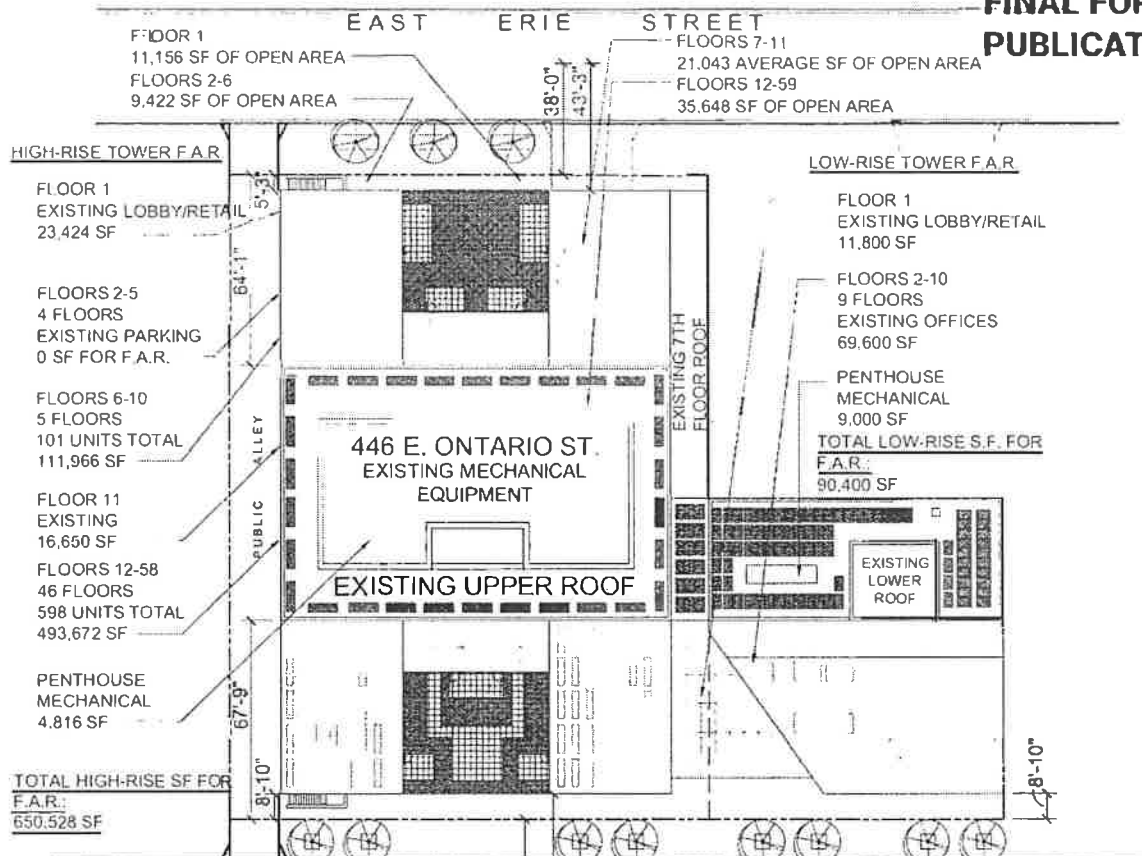 EAST ERIE STREET
FINAL FOR
PUBLICAT
FLOOR 1
11,156 SF OF OPEN AREA
FLOORS 2-6
9,422 SF OF OPEN AREA
FLOORS 7-11
21.043 AVERAGE SF OF OPEN AREA
FLOORS 12-59
35,648 SF OF OPEN AREA
38'-0"
43'-3"
HIGH-RISE TOWER F.A.R.
FLOOR 1
EXISTING LOBBY/RETAIL
23,424 SF
FLOORS 2-5
4 FLOORS
EXISTING PARKING
0 SF FOR F.A.R.
FLOORS 6-10
5 FLOORS
101 UNITS TOTAL
111,966 SF
FLOOR 11
EXISTING
16,650 SF
FLOORS 12-58
46 FLOORS
598 UNITS TOTAL
493,672 SF
PENTHOUSE
MECHANICAL
4.816 SF
TOTAL HIGH-RISE SF FOR
F.A.R.:
650,528 SF
5'-3"
64'-1"
PUBLIC ALLEY
67'-9"
8'-10"
446 E. ONTARIO ST.
EXISTING MECHANICAL
EQUIPMENT
EXISTING UPPER ROOF
EXISTING 7TH
FLOOR ROOF
LOW-RISE TOWER F.A.R.
FLOOR 1
EXISTING LOBBY/RETAIL
11,800 SF
FLOORS 2-10
9 FLOORS
EXISTING OFFICES
69.600 SF
PENTHOUSE
MECHANICAL
9.000 SF
TOTAL LOW-RISE S.F. FOR
F.A.R.:
90,400 SF
EXISTING
LOWER
ROOF
8'-10"